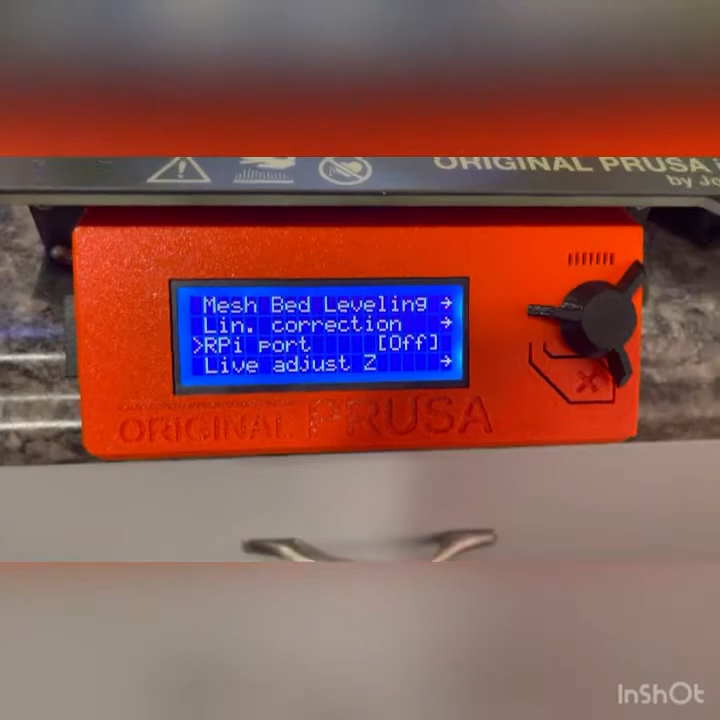 ORIGINAL PRUSA
by Jo
Mesh Bed Leveling →
Lin. correction →
>RPi port [Off]
Live adjust Z →
ORIGINAL PRUSA
InShOt